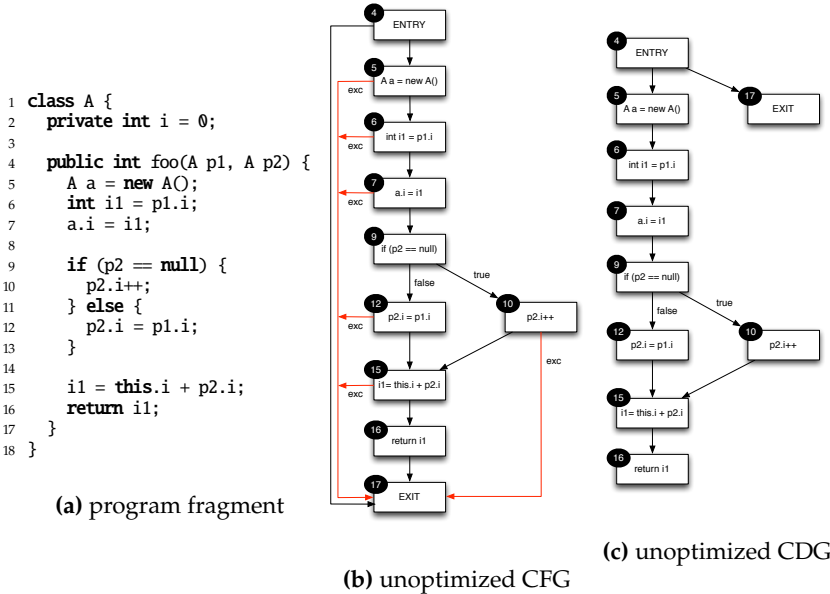 1 class A {
2 private int i = 0;
3
4 public int foo(A p1, A p2) {
5 A a = new A();
6 int i1 = p1.i;
7 a.i = i1;
8
9 if (p2 == null) {
10 p2.i++;
11 } else {
12 p2.i = p1.i;
13 }
14
15 i1 = this.i + p2.i;
16 return i1;
17 }
18 }
(a) program fragment
4
ENTRY
5
A a = new A()
exc
6
int i1 = p1.i
exc
7
a.i = i1
exc
9
if (p2 == null)
false
true
12
p2.i = p1.i
exc
10
p2.i++
exc
15
i1= this.i + p2.i
exc
16
return i1
17
EXIT
(b) unoptimized CFG
4
ENTRY
5
A a = new A()
17
EXIT
6
int i1 = p1.i
7
a.i = i1
9
if (p2 == null)
false
true
12
p2.i = p1.i
10
p2.i++
15
i1= this.i + p2.i
16
return i1
(c) unoptimized CDG